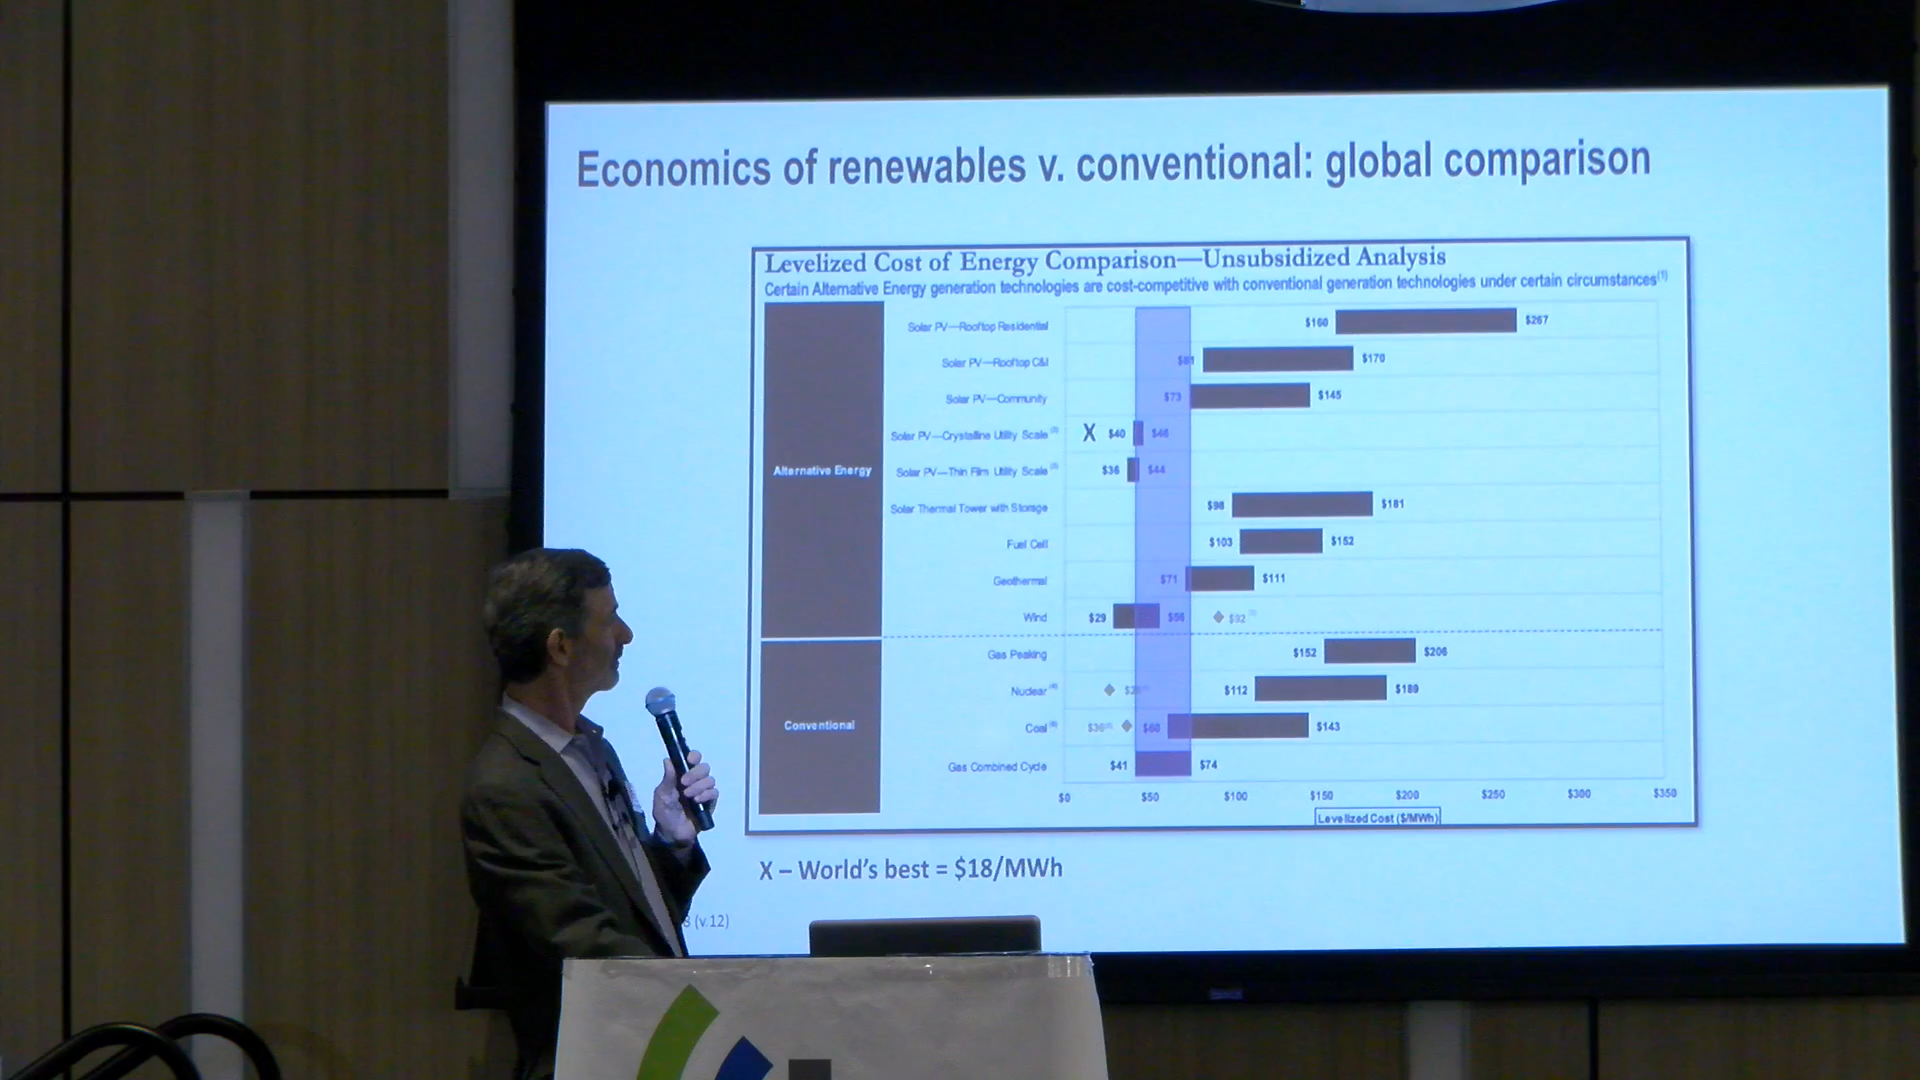 Economics of renewables v. conventional: global comparison
Levelized Cost of Energy Comparison—Unsubsidized Analysis
Certain Alternative Energy generation technologies are cost-competitive with conventional generation technologies under certain circumstances(1)
Alternative Energy
Solar PV—Rooftop Residential $160 $267
Solar PV—Rooftop C&I $81 $170
Solar PV—Community $73 $145
Solar PV—Crystalline Utility Scale X $40 $46
Solar PV—Thin Film Utility Scale $36 $44
Solar Thermal Tower with Storage $98 $181
Fuel Cell $103 $152
Geothermal $71 $111
Wind $29 $56 $92
Conventional
Gas Peaking $152 $206
Nuclear $112 $189
Coal $36 $60 $143
Gas Combined Cycle $41 $74
$0 $50 $100 $150 $200 $250 $300 $350
Levelized Cost ($/MWh)
X – World's best = $18/MWh
(v.12)